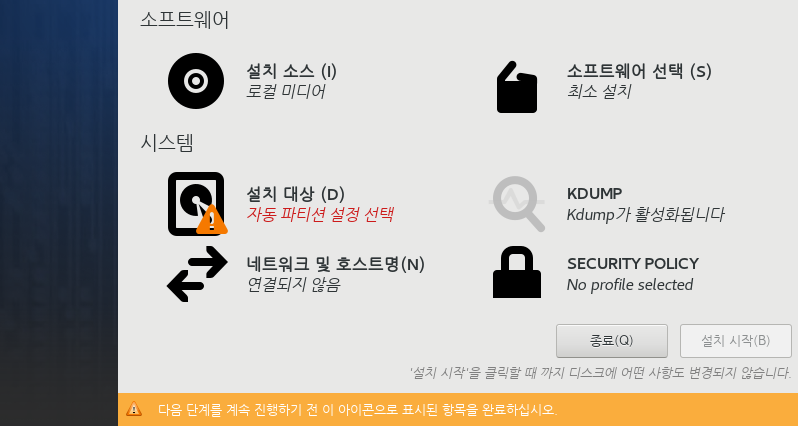 소프트웨어
설치 소스 (I)
로컬 미디어
소프트웨어 선택 (S)
최소 설치
시스템
설치 대상 (D)
자동 파티션 설정 선택
KDUMP
Kdump가 활성화됩니다
네트워크 및 호스트명(N)
연결되지 않음
SECURITY POLICY
No profile selected
종료(Q)
설치 시작(B)
'설치 시작'을 클릭할 때 까지 디스크에 어떤 사항도 변경되지 않습니다.
다음 단계를 계속 진행하기 전 이 아이콘으로 표시된 항목을 완료하십시오.